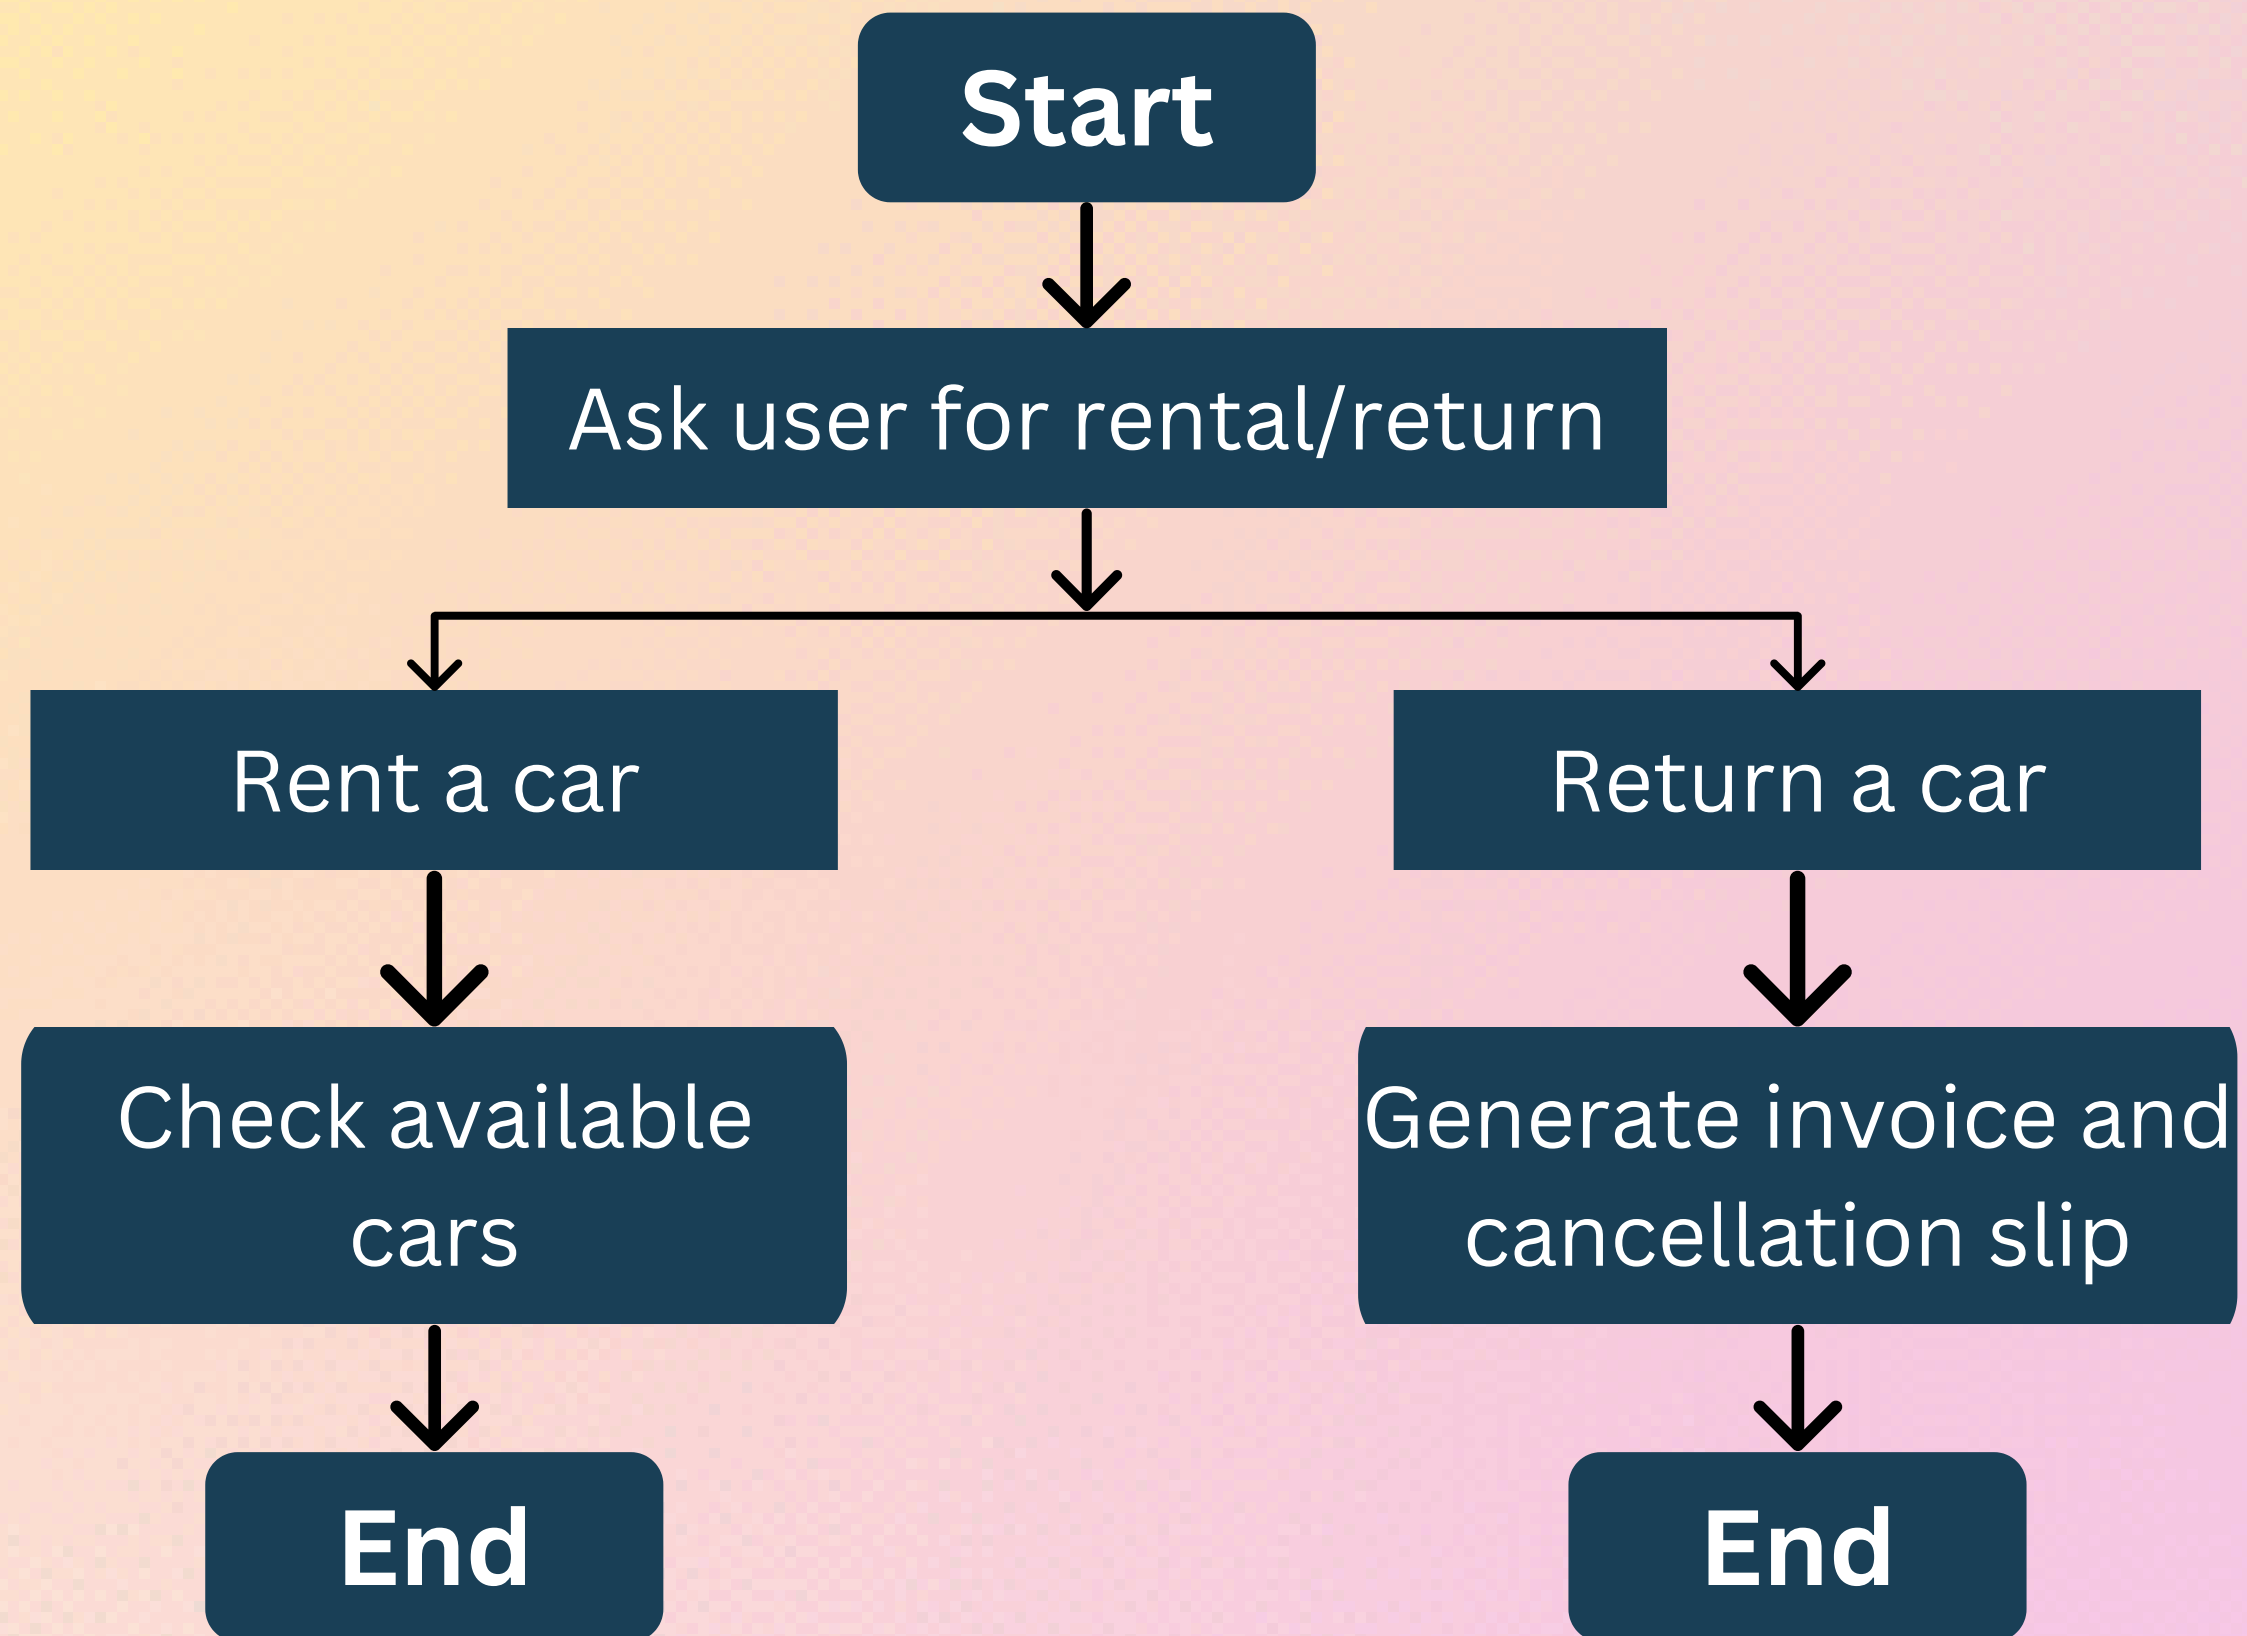 Start
Ask user for rental/return
Rent a car
Return a car
Check available
cars
Generate invoice and
cancellation slip
End
End